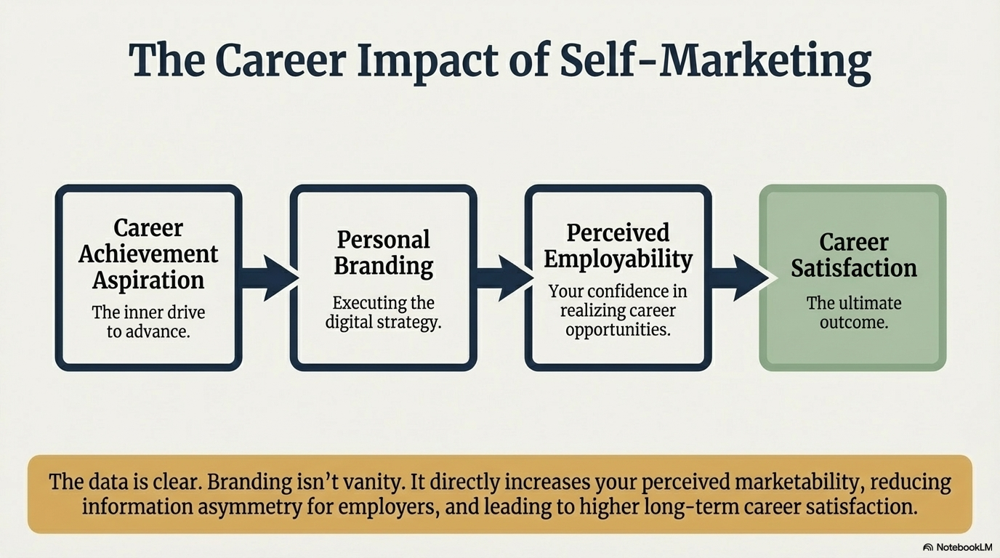 The Career Impact of Self-Marketing
Career
Achievement
Aspiration
The inner drive
to advance.
Personal
Branding
Executing the
digital strategy.
Perceived
Employability
Your confidence in
realizing career
opportunities.
Career
Satisfaction
The ultimate
outcome.
The data is clear. Branding isn’t vanity. It directly increases your perceived marketability, reducing
information asymmetry for employers, and leading to higher long-term career satisfaction.
NotebookLM